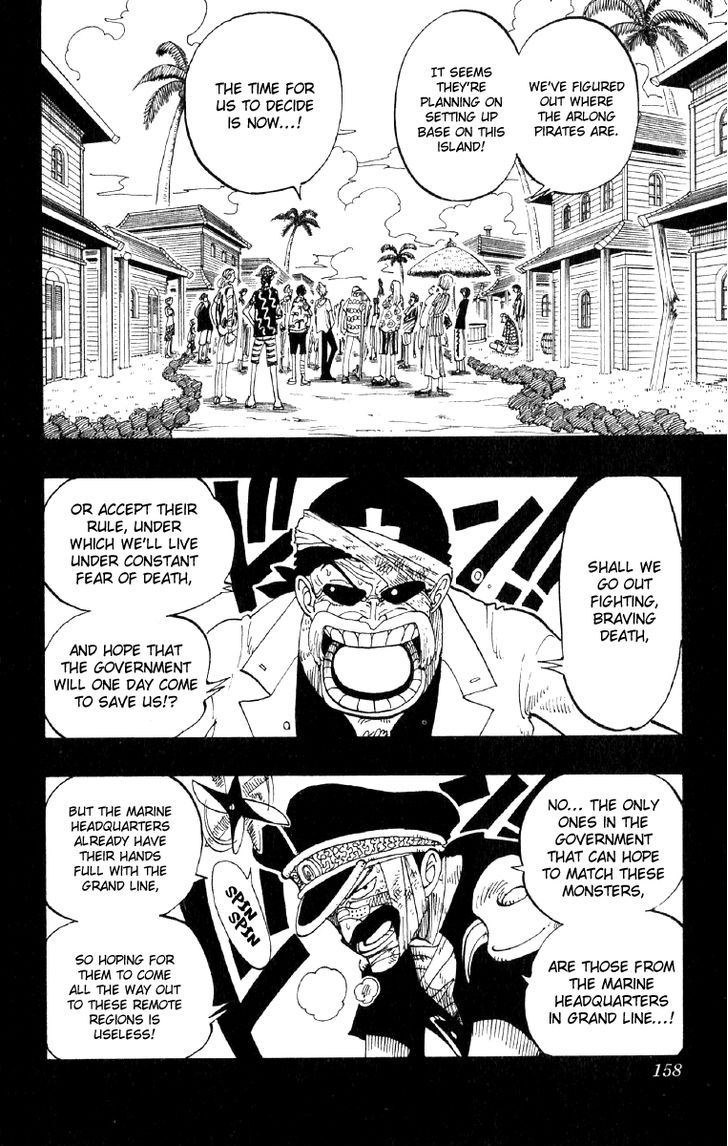 WE'VE FIGURED
OUT WHERE
THE ARLONG
PIRATES ARE.
IT SEEMS
THEY'RE
PLANNING ON
SETTING UP
BASE ON THIS
ISLAND!
THE TIME FOR
US TO DECIDE
IS NOW...!
SHALL WE
GO OUT
FIGHTING,
BRAVING
DEATH,
OR ACCEPT THEIR
RULE, UNDER
WHICH WE'LL LIVE
UNDER CONSTANT
FEAR OF DEATH,
AND HOPE THAT
THE GOVERNMENT
WILL ONE DAY COME
TO SAVE US!?
NO... THE ONLY
ONES IN THE
GOVERNMENT
THAT CAN HOPE
TO MATCH THESE
MONSTERS,
ARE THOSE FROM
THE MARINE
HEADQUARTERS
IN GRAND LINE...!
SPIN
SPIN
BUT THE MARINE
HEADQUARTERS
ALREADY HAVE
THEIR HANDS
FULL WITH THE
GRAND LINE,
SO HOPING FOR
THEM TO COME
ALL THE WAY OUT
TO THESE REMOTE
REGIONS IS
USELESS!
158